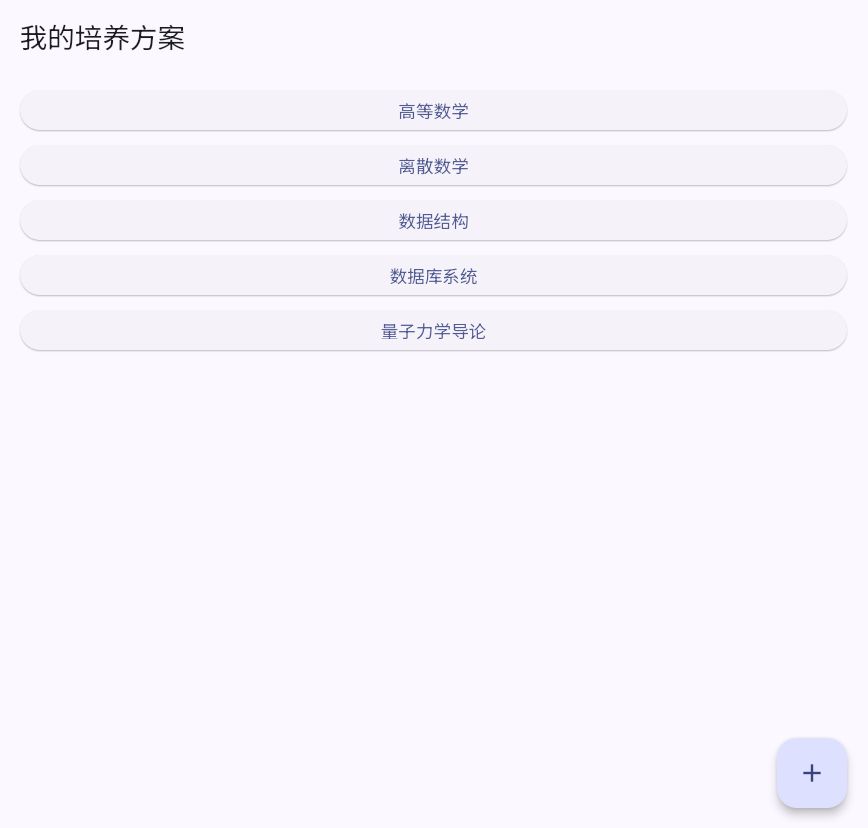 我的培养方案
高等数学
离散数学
数据结构
数据库系统
量子力学导论